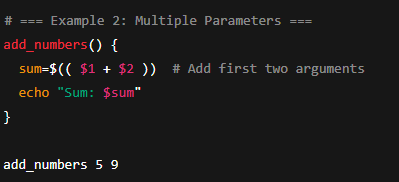 # === Example 2: Multiple Parameters ===
add_numbers() {
  sum=$(( $1 + $2 ))  # Add first two arguments
  echo "Sum: $sum"
}

add_numbers 5 9